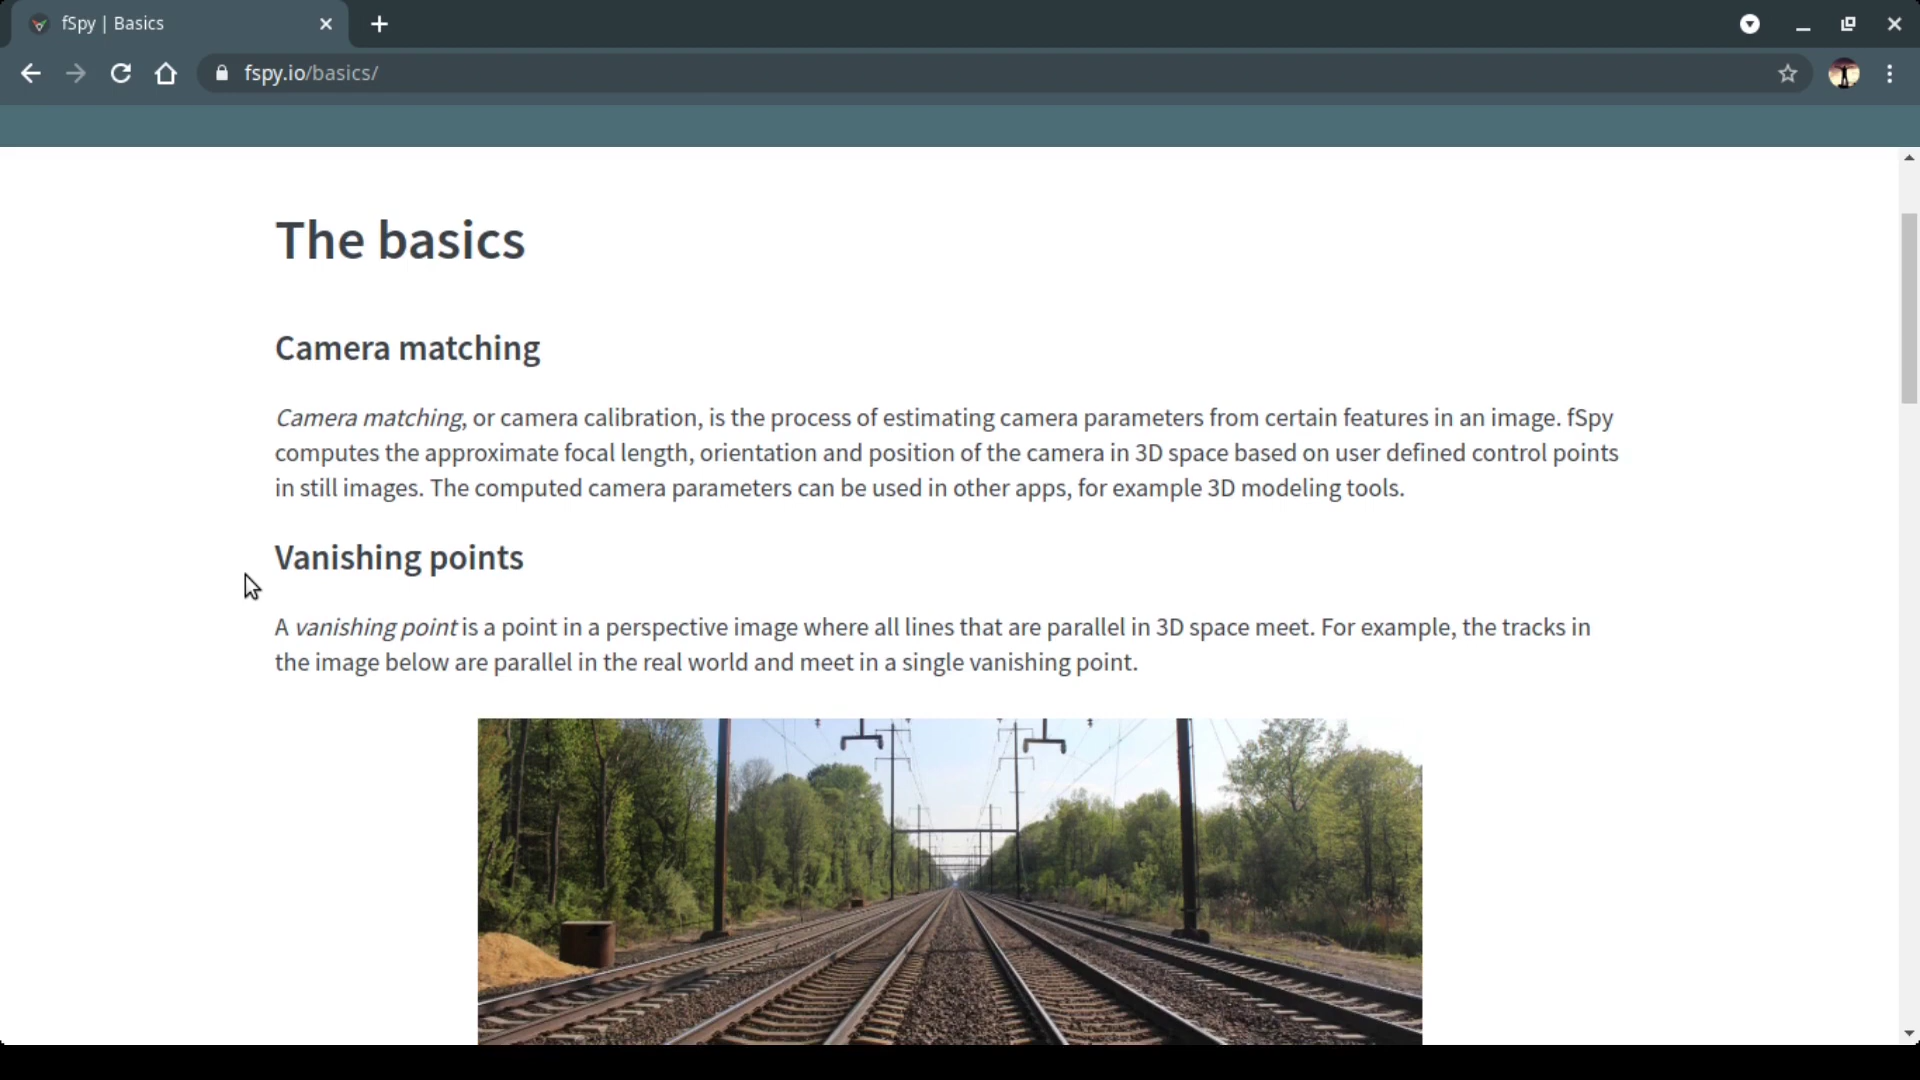 fSpy | Basics
fspy.io/basics/
The basics
Camera matching
Camera matching, or camera calibration, is the process of estimating camera parameters from certain features in an image. fSpy
computes the approximate focal length, orientation and position of the camera in 3D space based on user defined control points
in still images. The computed camera parameters can be used in other apps, for example 3D modeling tools.
Vanishing points
A vanishing point is a point in a perspective image where all lines that are parallel in 3D space meet. For example, the tracks in
the image below are parallel in the real world and meet in a single vanishing point.